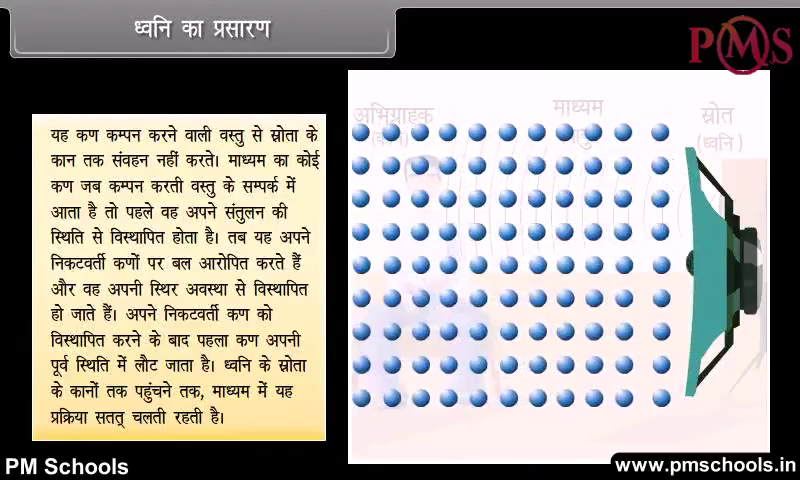 ध्वनि का प्रसारण
PMS
यह कण कम्पन करने वाली वस्तु से स्रोता के
कान तक संवहन नहीं करते। माध्यम का कोई
कण जब कम्पन करती वस्तु के सम्पर्क में
आता है तो पहले वह अपने संतुलन की
स्थिति से विस्थापित होता है। तब यह अपने
निकटवर्ती कणों पर बल आरोपित करते हैं
और वह अपनी स्थिर अवस्था से विस्थापित
हो जाते हैं। अपने निकटवर्ती कण को
विस्थापित करने के बाद पहला कण अपनी
पूर्व स्थिति में लौट जाता है। ध्वनि के स्रोता
के कानों तक पहुंचने तक, माध्यम में यह
प्रक्रिया सतत् चलती रहती है।
अभिग्राहक
माध्यम
स्रोत
(ध्वनि)
PM Schools
www.pmschools.in